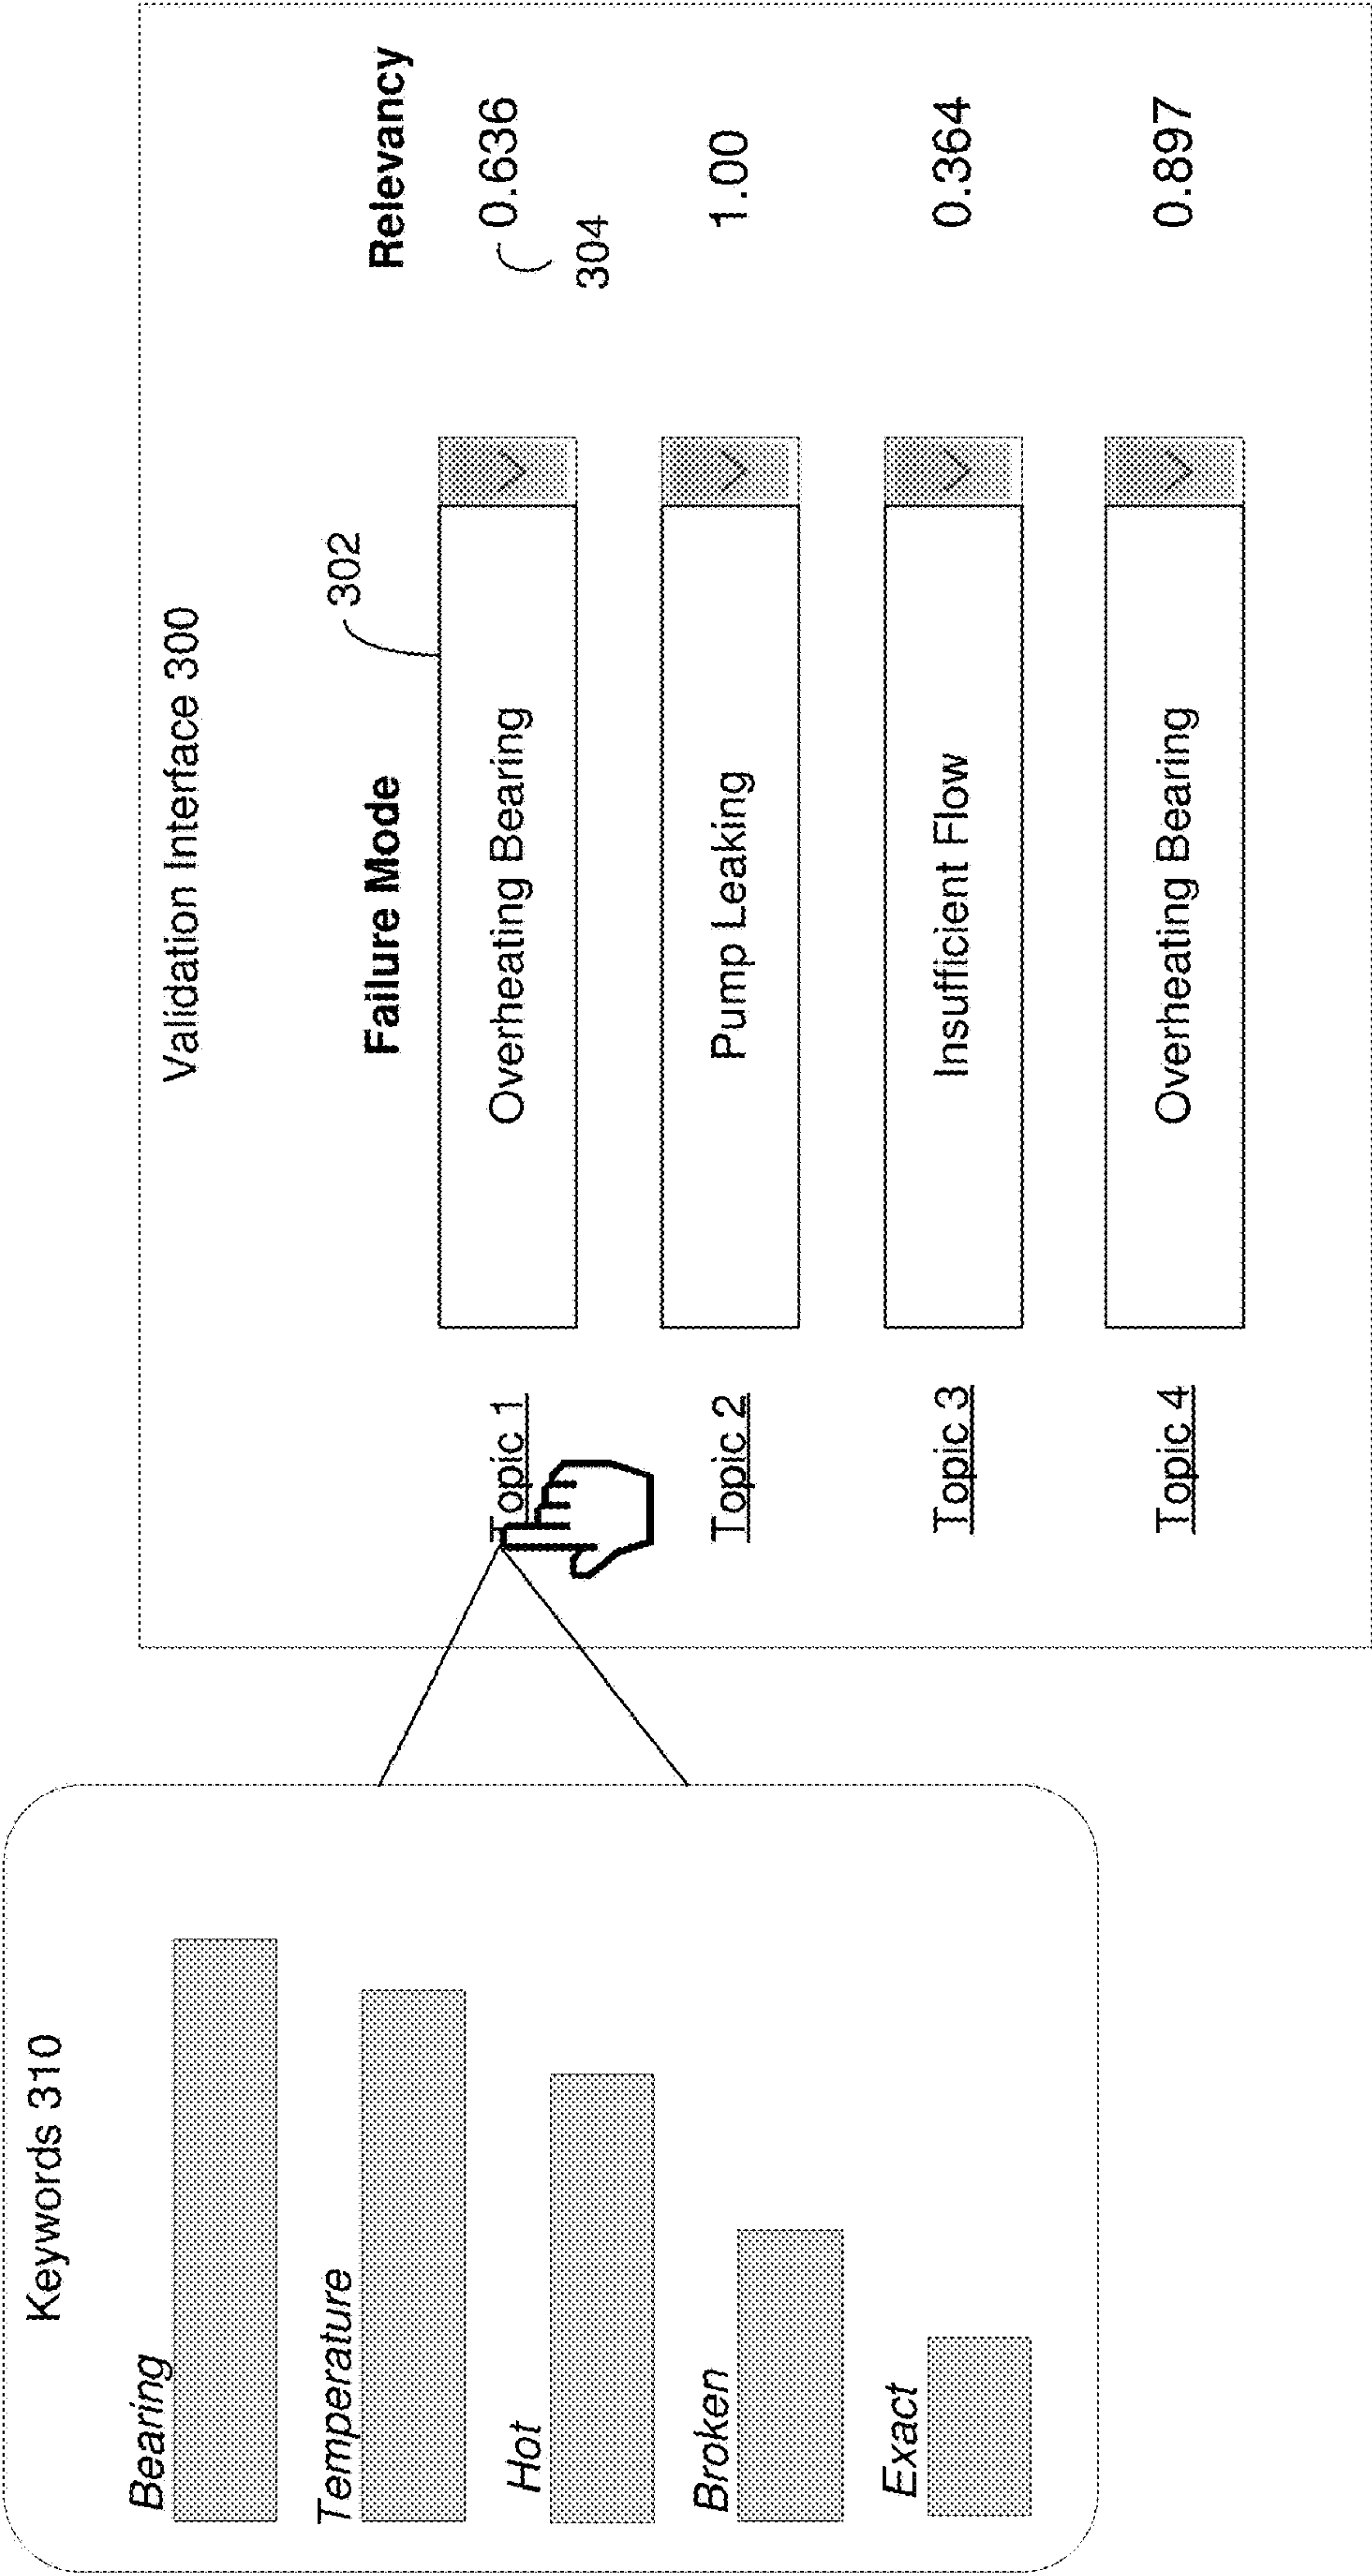 Keywords 310
Bearing
Temperature
Hot
Broken
Exact
Validation Interface 300
Failure Mode
Relevancy
302
Topic 1
Overheating Bearing
0.636
304
Topic 2
Pump Leaking
1.00
Topic 3
Insufficient Flow
0.364
Topic 4
Overheating Bearing
0.897